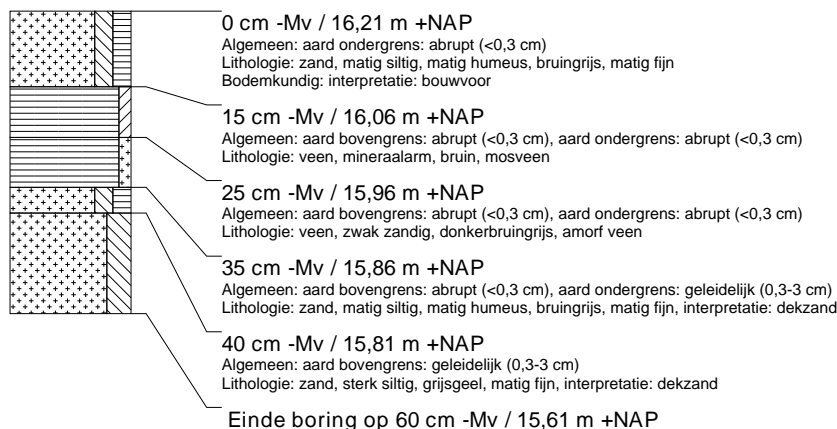 0 cm -Mv / 16,21 m +NAP
Algemeen: aard ondergrens: abrupt (<0,3 cm)
Lithologie: zand, matig siltig, matig humeus, bruingrijs, matig fijn
Bodemkundig: interpretatie: bouwvoor
15 cm -Mv / 16,06 m +NAP
Algemeen: aard bovengrens: abrupt (<0,3 cm), aard ondergrens: abrupt (<0,3 cm)
Lithologie: veen, mineraalarm, bruin, mosveen
25 cm -Mv / 15,96 m +NAP
Algemeen: aard bovengrens: abrupt (<0,3 cm), aard ondergrens: abrupt (<0,3 cm)
Lithologie: veen, zwak zandig, donkerbruingrijs, amorf veen
35 cm -Mv / 15,86 m +NAP
Algemeen: aard bovengrens: abrupt (<0,3 cm), aard ondergrens: geleidelijk (0,3-3 cm)
Lithologie: zand, matig siltig, matig humeus, bruingrijs, matig fijn, interpretatie: dekzand
40 cm -Mv / 15,81 m +NAP
Algemeen: aard bovengrens: geleidelijk (0,3-3 cm)
Lithologie: zand, sterk siltig, grijsgeel, matig fijn, interpretatie: dekzand
Einde boring op 60 cm -Mv / 15,61 m +NAP